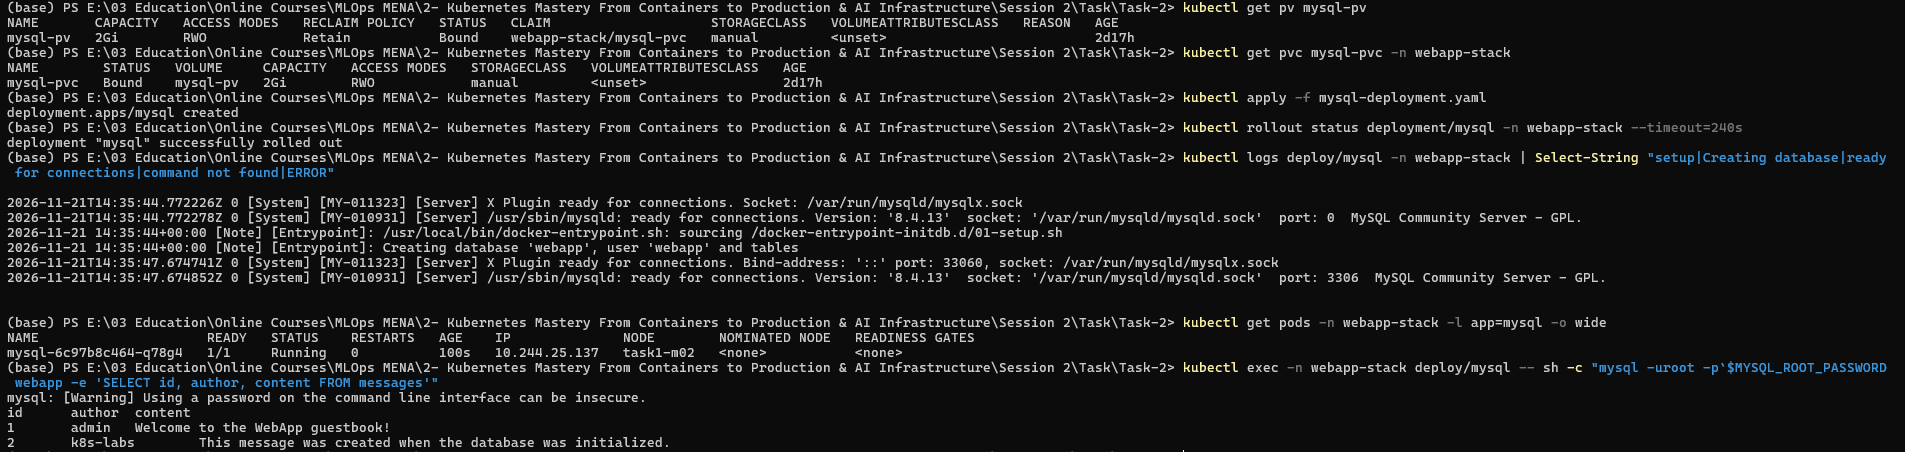 (base) PS E:\03 Education\Online Courses\MLOps MENA\2- Kubernetes Mastery From Containers to Production & AI Infrastructure\Session 2\Task\Task-2> kubectl get pv mysql-pv
NAME       CAPACITY   ACCESS MODES   RECLAIM POLICY   STATUS   CLAIM                    STORAGECLASS   VOLUMEATTRIBUTESCLASS   REASON   AGE
mysql-pv   2Gi        RWO            Retain           Bound    webapp-stack/mysql-pvc   manual         <unset>                          2d17h
(base) PS E:\03 Education\Online Courses\MLOps MENA\2- Kubernetes Mastery From Containers to Production & AI Infrastructure\Session 2\Task\Task-2> kubectl get pvc mysql-pvc -n webapp-stack
NAME        STATUS   VOLUME     CAPACITY   ACCESS MODES   STORAGECLASS   VOLUMEATTRIBUTESCLASS   AGE
mysql-pvc   Bound    mysql-pv   2Gi        RWO            manual         <unset>                 2d17h
(base) PS E:\03 Education\Online Courses\MLOps MENA\2- Kubernetes Mastery From Containers to Production & AI Infrastructure\Session 2\Task\Task-2> kubectl apply -f mysql-deployment.yaml
deployment.apps/mysql created
(base) PS E:\03 Education\Online Courses\MLOps MENA\2- Kubernetes Mastery From Containers to Production & AI Infrastructure\Session 2\Task\Task-2> kubectl rollout status deployment/mysql -n webapp-stack --timeout=240s
deployment "mysql" successfully rolled out
(base) PS E:\03 Education\Online Courses\MLOps MENA\2- Kubernetes Mastery From Containers to Production & AI Infrastructure\Session 2\Task\Task-2> kubectl logs deploy/mysql -n webapp-stack | Select-String "setup|Creating database|ready
 for connections|command not found|ERROR"
2026-11-21T14:35:44.772226Z 0 [System] [MY-011323] [Server] X Plugin ready for connections. Socket: /var/run/mysqld/mysqlx.sock
2026-11-21T14:35:44.772278Z 0 [System] [MY-010931] [Server] /usr/sbin/mysqld: ready for connections. Version: '8.4.13'  socket: '/var/run/mysqld/mysqld.sock'  port: 0  MySQL Community Server - GPL.
2026-11-21 14:35:44+00:00 [Note] [Entrypoint]: /usr/local/bin/docker-entrypoint.sh: sourcing /docker-entrypoint-initdb.d/01-setup.sh
2026-11-21 14:35:44+00:00 [Note] [Entrypoint]: Creating database 'webapp', user 'webapp' and tables
2026-11-21T14:35:47.674741Z 0 [System] [MY-011323] [Server] X Plugin ready for connections. Bind-address: '::' port: 33060, socket: /var/run/mysqld/mysqlx.sock
2026-11-21T14:35:47.674852Z 0 [System] [MY-010931] [Server] /usr/sbin/mysqld: ready for connections. Version: '8.4.13'  socket: '/var/run/mysqld/mysqld.sock'  port: 3306  MySQL Community Server - GPL.
(base) PS E:\03 Education\Online Courses\MLOps MENA\2- Kubernetes Mastery From Containers to Production & AI Infrastructure\Session 2\Task\Task-2> kubectl get pods -n webapp-stack -l app=mysql -o wide
NAME                     READY   STATUS    RESTARTS   AGE    IP              NODE        NOMINATED NODE   READINESS GATES
mysql-6c97b8c464-q78g4   1/1     Running   0          100s   10.244.25.137   task1-m02   <none>           <none>
(base) PS E:\03 Education\Online Courses\MLOps MENA\2- Kubernetes Mastery From Containers to Production & AI Infrastructure\Session 2\Task\Task-2> kubectl exec -n webapp-stack deploy/mysql -- sh -c "mysql -uroot -p`$MYSQL_ROOT_PASSWORD
 webapp -e 'SELECT id, author, content FROM messages'"
mysql: [Warning] Using a password on the command line interface can be insecure.
id      author  content
1       admin   Welcome to the WebApp guestbook!
2       k8s-labs        This message was created when the database was initialized.